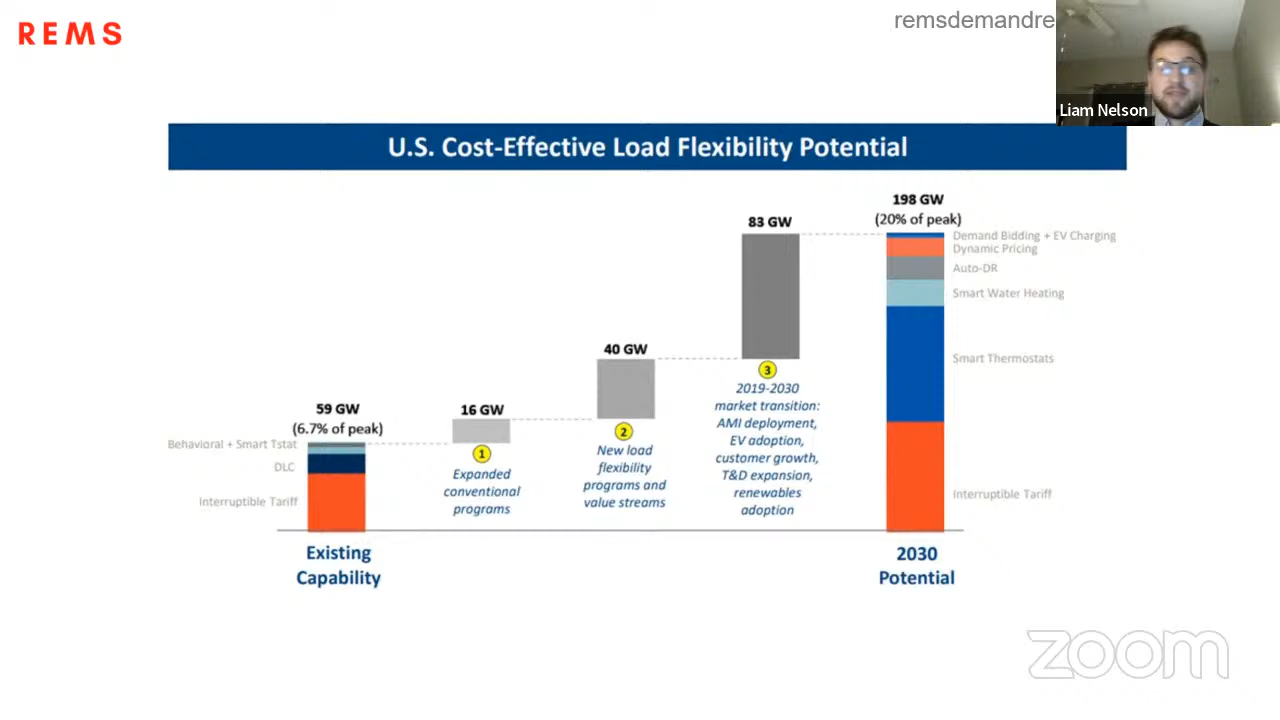 REMS
remsdemandre
Liam Nelson
U.S. Cost-Effective Load Flexibility Potential
198 GW
(20% of peak)
83 GW
Demand Bidding + EV Charging
Dynamic Pricing
Auto-DR
Smart Water Heating
40 GW
Smart Thostats
3
2019-2030
market transition:
AMI deployment,
EV adoption,
customer growth,
T&D expansion,
renewables
adoption
59 GW
(6.7% of peak)
16 GW
2
New load
flexibility
programs and
value streams
Behavioral + Smart Tstat
DLC
Interruptible Tariff
1
Expanded
conventional
programs
Interruptible Tariff
Existing
Capability
2030
Potential
zoom